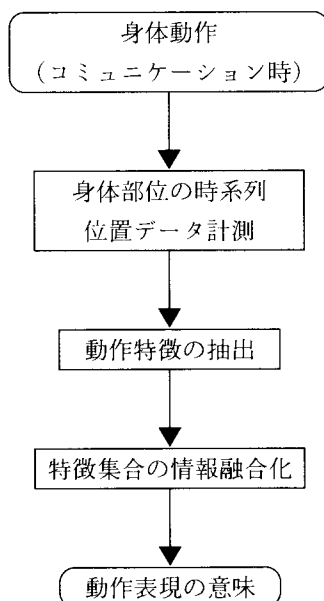 身体動作
(コミュニケーション時)
身体部位の時系列
位置データ計測
動作特徴の抽出
特徴集合の情報融合化
動作表現の意味